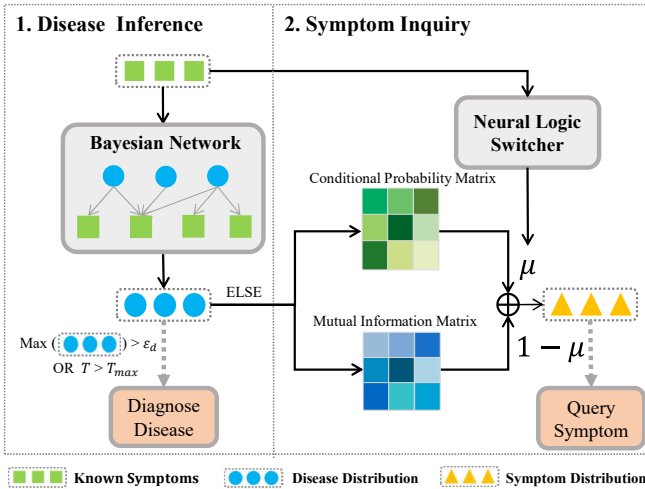 1. Disease Inference
2. Symptom Inquiry
Bayesian Network
Neural Logic
Switcher
Conditional Probability Matrix
μ
ELSE
Mutual Information Matrix
1 − μ
Max ( ) > ε_d
OR T > T_max
Diagnose
Disease
Query
Symptom
Known Symptoms
Disease Distribution
Symptom Distribution